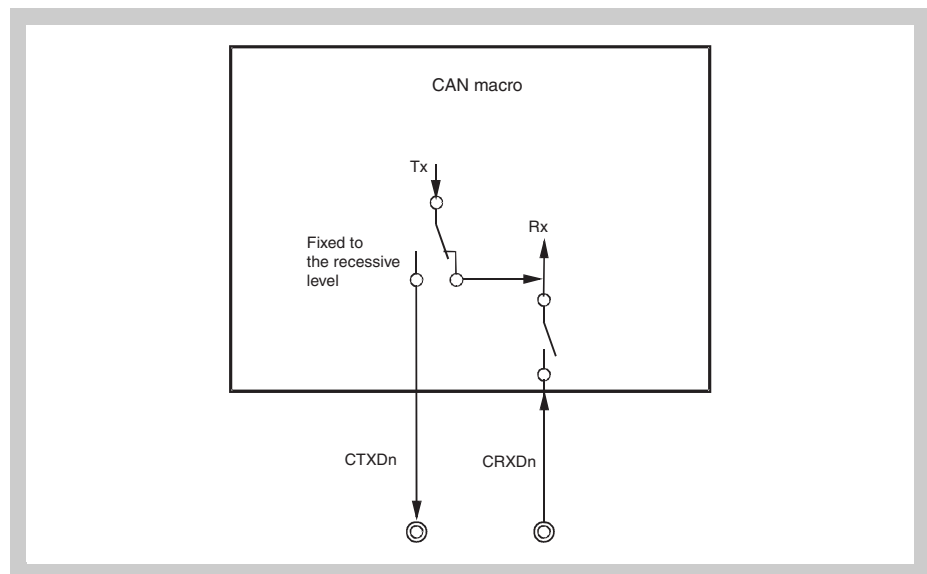 CAN macro
Tx
Rx
Fixed to
the recessive
level
CTXDn
CRXDn